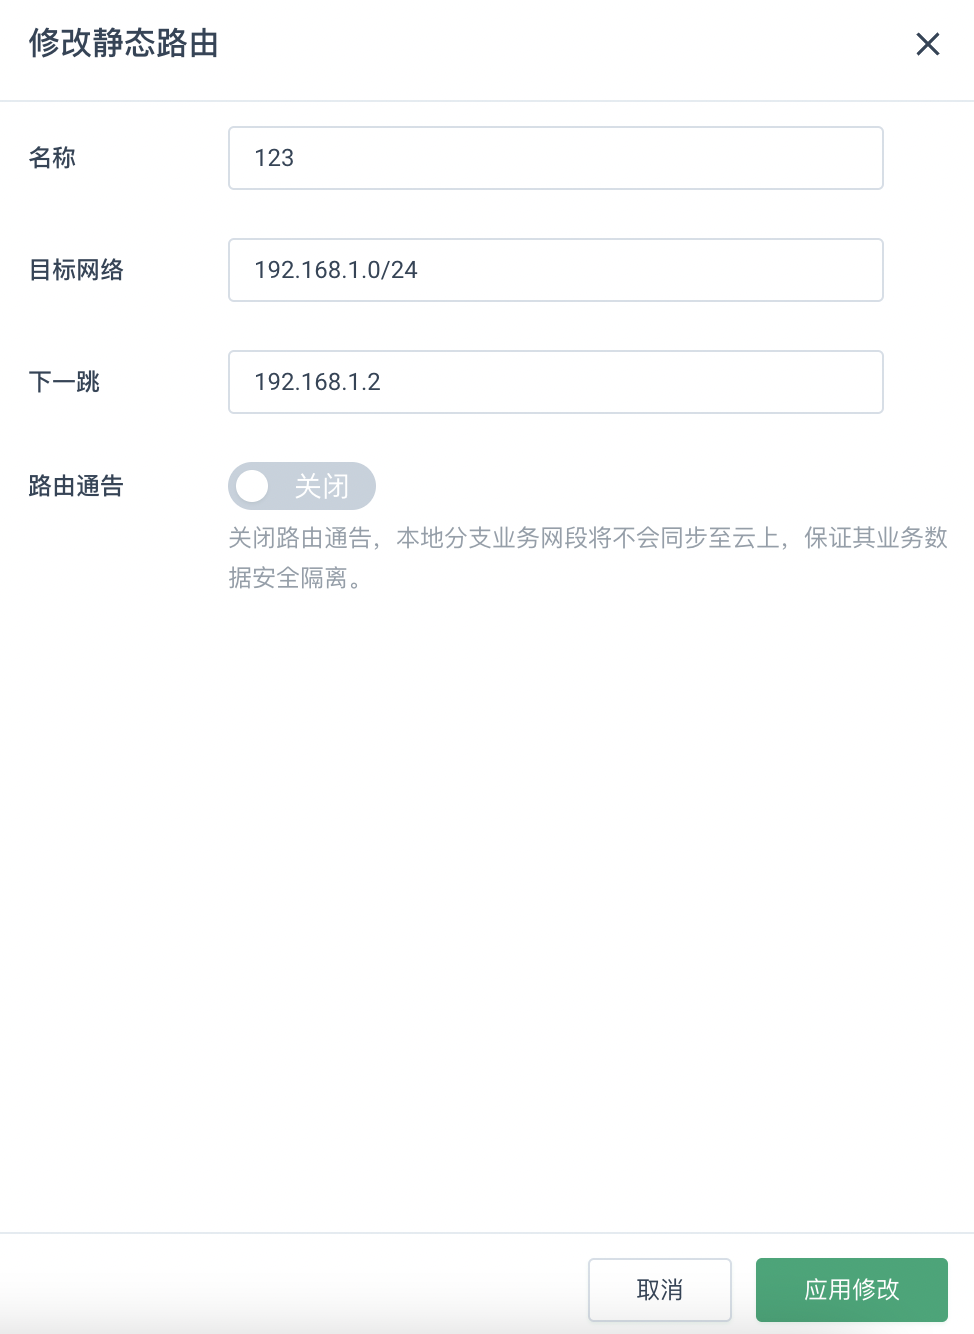 修改静态路由
名称
123
目标网络
192.168.1.0/24
下一跳
192.168.1.2
路由通告
关闭
关闭路由通告，本地分支业务网段将不会同步至云上，保证其业务数
据安全隔离。
取消
应用修改